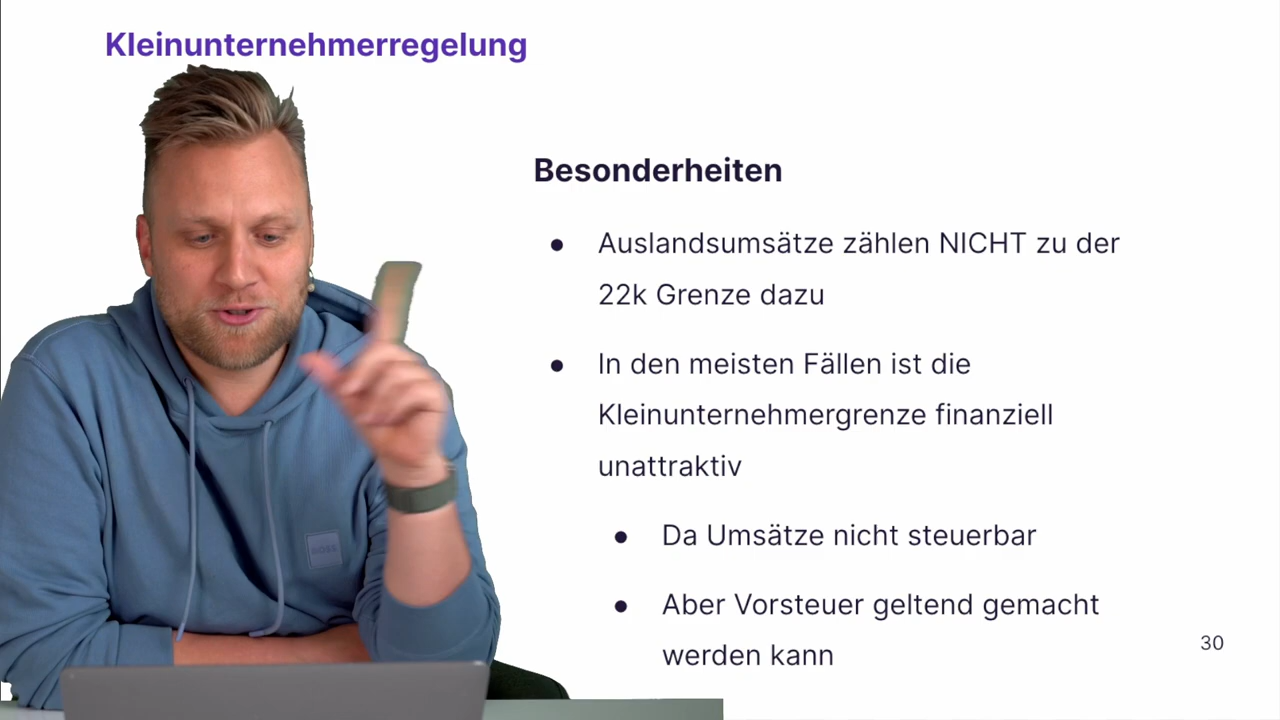 Kleinunternehmerregelung
Besonderheiten
• Auslandsumsätze zählen NICHT zu der
22k Grenze dazu
• In den meisten Fällen ist die
Kleinunternehmergrenze finanziell
unattraktiv
• Da Umsätze nicht steuerbar
• Aber Vorsteuer geltend gemacht
werden kann
30